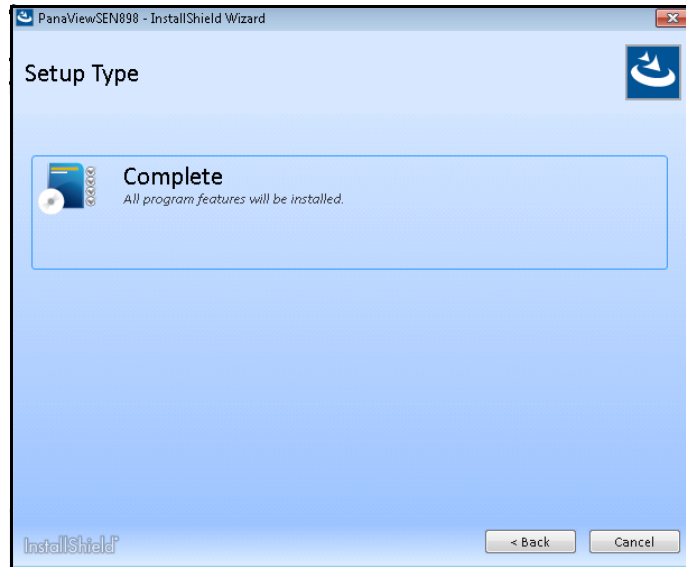 PanaViewSEN898 - InstallShield Wizard
Setup Type
Complete
All program features will be installed.
InstallShield
< Back
Cancel